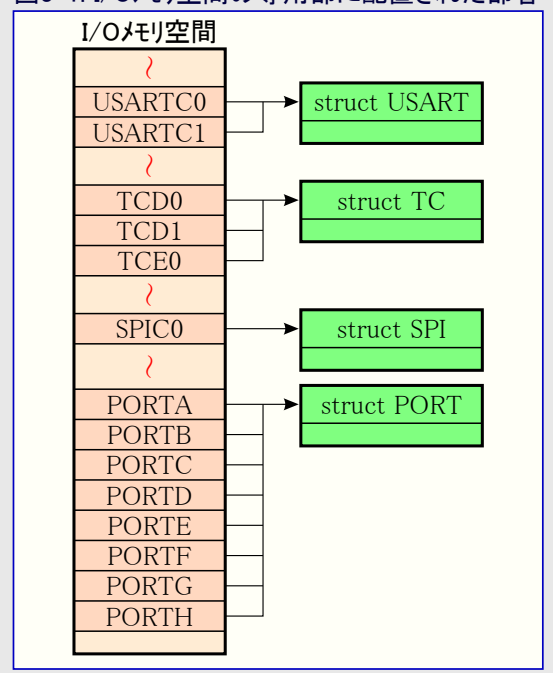 I/Oメモリ空間
USARTC0
USARTC1
struct USART
TCD0
TCD1
TCE0
struct TC
SPIC0
struct SPI
PORTA
PORTB
PORTC
PORTD
PORTE
PORTF
PORTG
PORTH
struct PORT